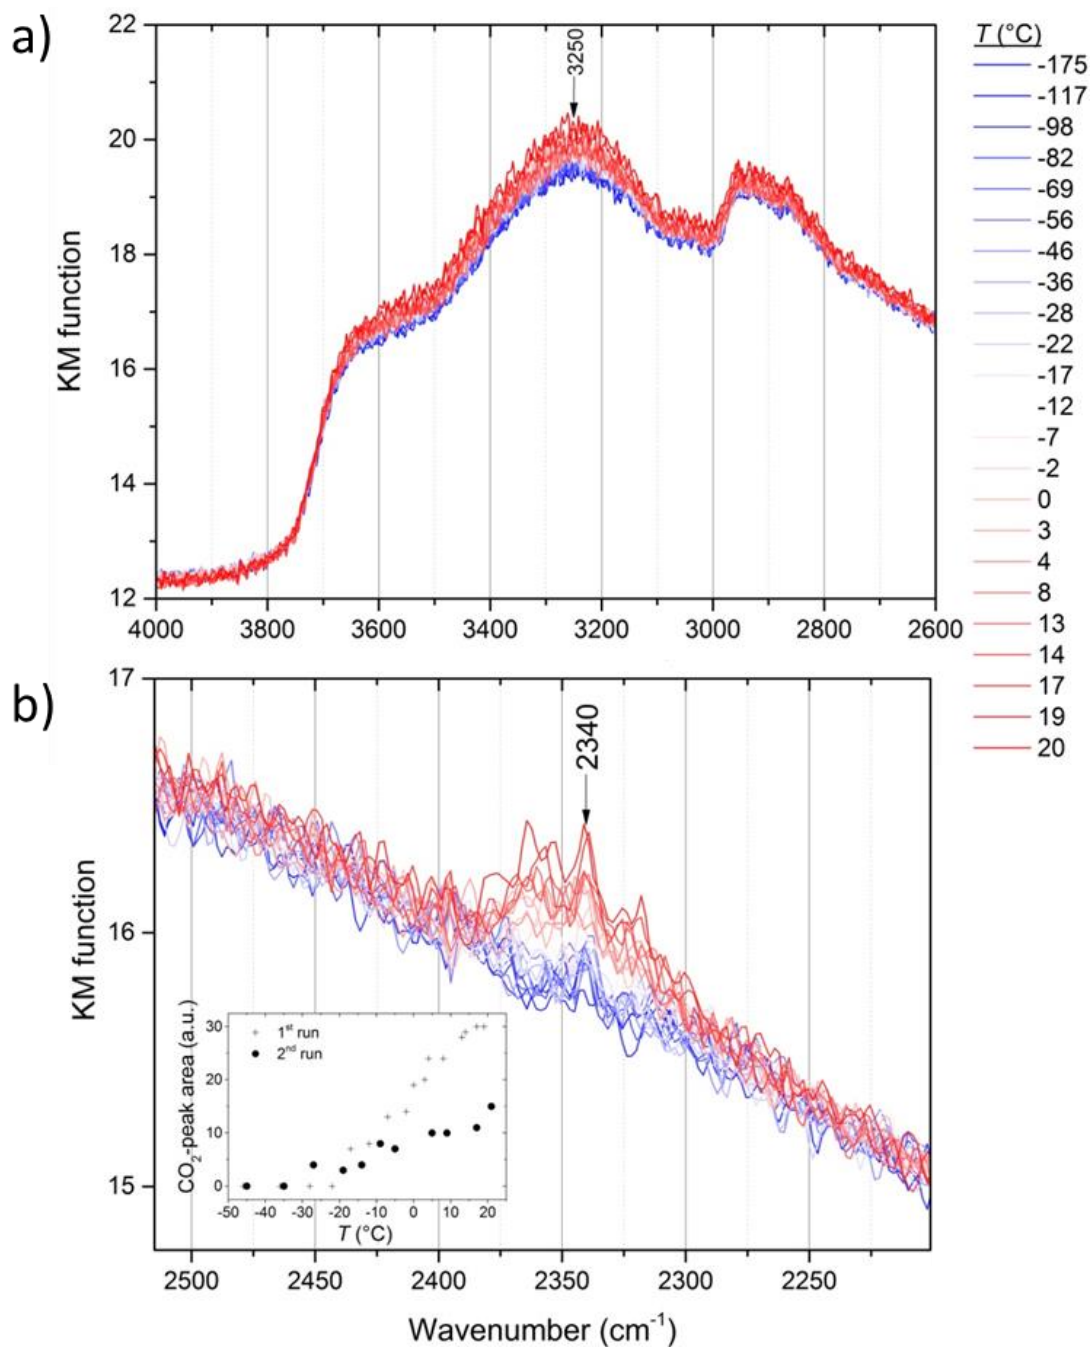 a)
22
20
18
16
14
12
KM function
3250
4000 3800 3600 3400 3200 3000 2800 2600
T (°C)
-175
-117
-98
-82
-69
-56
-46
-36
-28
-22
-17
-12
-7
-2
0
3
4
8
13
14
17
19
20
b)
17
16
15
KM function
2340
CO₂-peak area (a.u.)
30
20
10
0
1st run
2nd run
-50 -40 -30 -20 -10 0 10 20
T (°C)
2500 2450 2400 2350 2300 2250
Wavenumber (cm⁻¹)